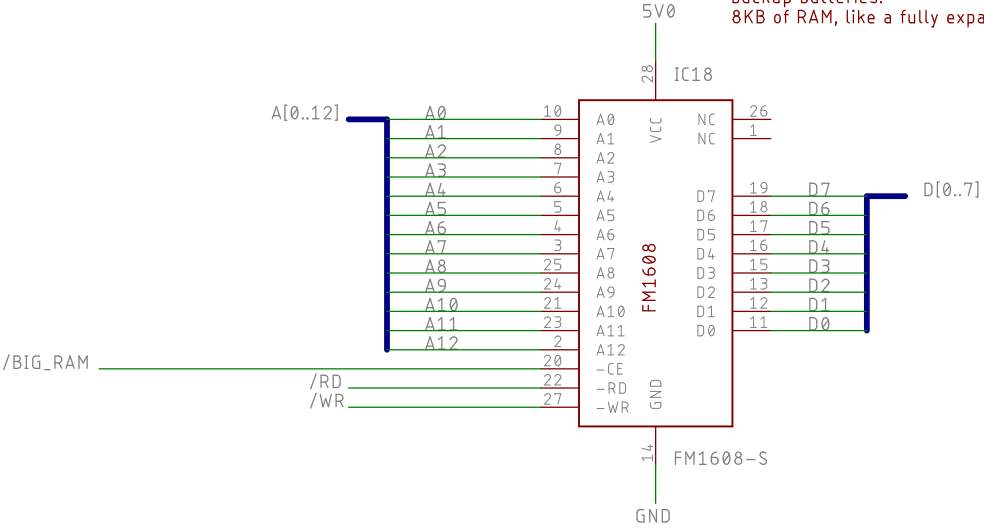 backup batteries.
8KB of RAM, like a fully expa
5V0
28
IC18
A[0..12]
A0 10 A0 VCC NC 26
A1 9 A1 NC 1
A2 8 A2
A3 7 A3
A4 6 A4 D7 19 D7 D[0..7]
A5 5 A5 D6 18 D6
A6 4 A6 D5 17 D5
A7 3 A7 D4 16 D4
A8 25 A8 D3 15 D3
A9 24 A9 D2 13 D2
A10 21 A10 D1 12 D1
A11 23 A11 D0 11 D0
A12 2 A12
FM1608
/BIG_RAM 20 -CE
/RD 22 -RD
/WR 27 -WR
GND
14
FM1608-S
GND